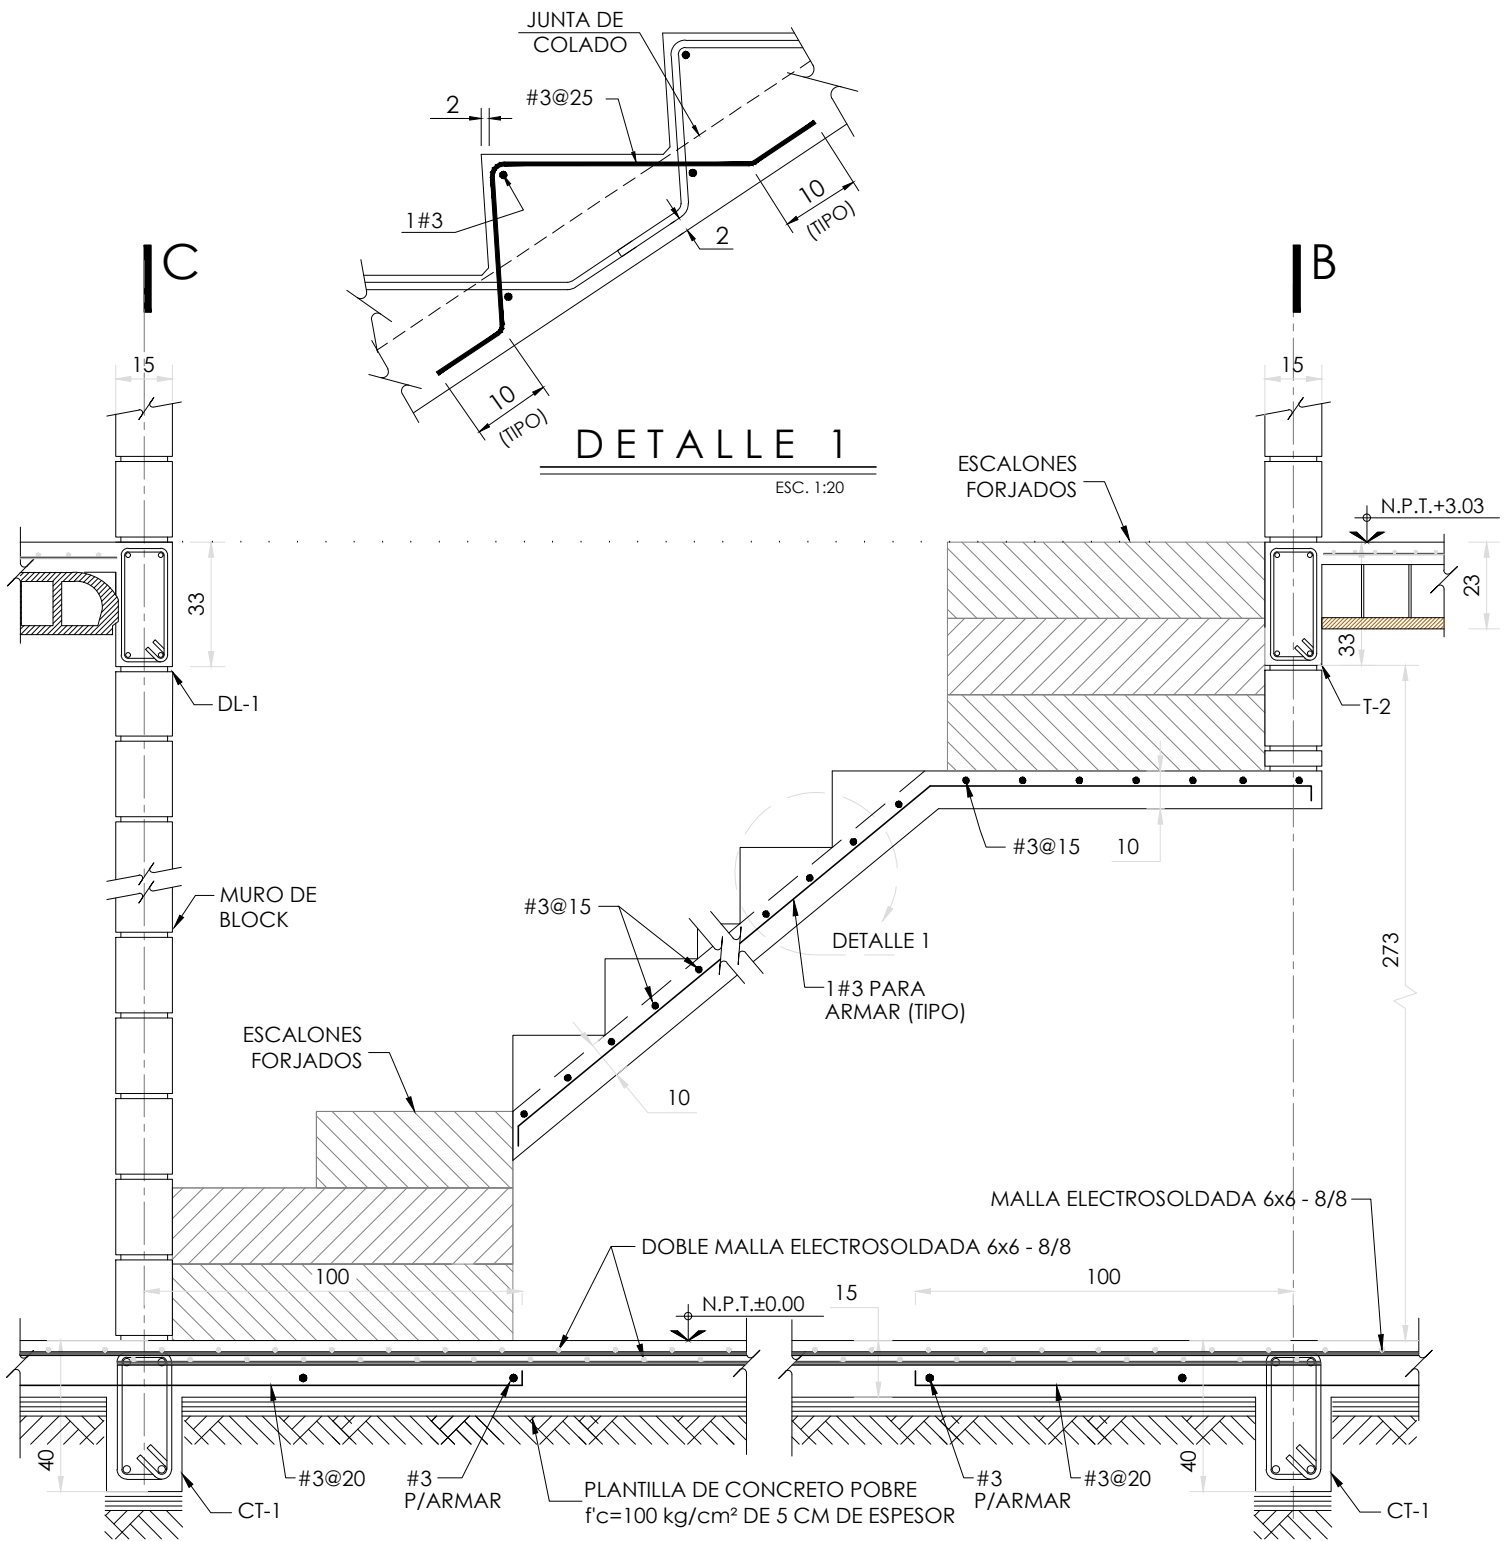 JUNTA DE
COLADO
2
#3@25
1#3
10
(TIPO)
2
10
(TIPO)
C
B
15
15
DETALLE 1
ESC. 1:20
ESCALONES
FORJADOS
N.P.T.+3.03
33
23
33
DL-1
T-2
#3@15
10
MURO DE
BLOCK
#3@15
DETALLE 1
1#3 PARA
ARMAR (TIPO)
273
ESCALONES
FORJADOS
10
MALLA ELECTROSOLDADA 6x6 - 8/8
DOBLE MALLA ELECTROSOLDADA 6x6 - 8/8
100
100
15
N.P.T.±0.00
40
40
#3@20
#3
P/ARMAR
PLANTILLA DE CONCRETO POBRE
f'c=100 kg/cm² DE 5 CM DE ESPESOR
#3
P/ARMAR
#3@20
CT-1
CT-1